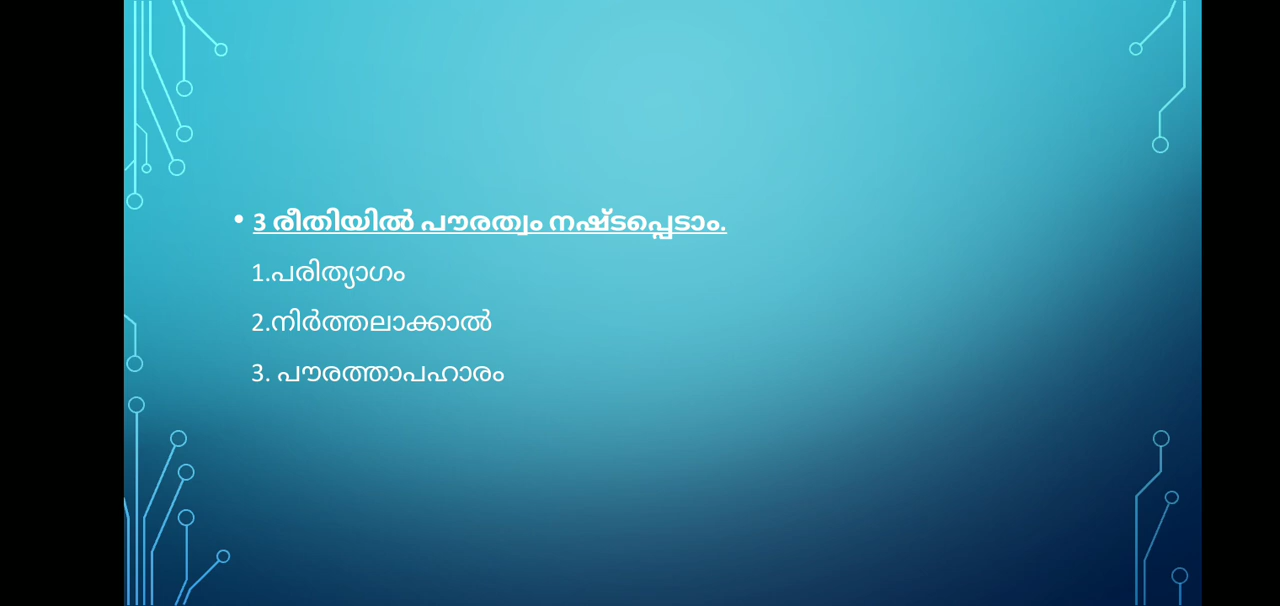 • 3 രീതിയിൽ പൗരത്വം നഷ്ടപ്പെടാം.
1.പരിത്യാഗം
2.നിർത്തലാക്കാൽ
3. പൗരത്താപഹാരം